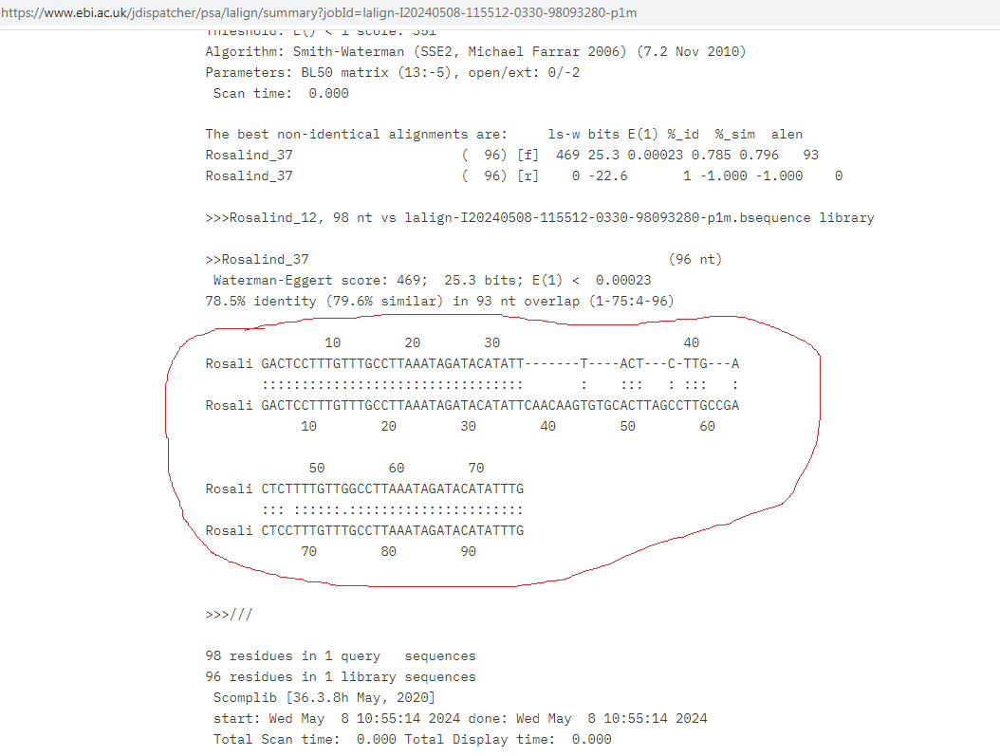 https://www.ebi.ac.uk/jdispatcher/psa/lalign/summary?jobId=lalign-I20240508-115512-0330-98093280-p1m
Threshold: E() < 1 score: 351
Algorithm: Smith-Waterman (SSE2, Michael Farrar 2006) (7.2 Nov 2010)
Parameters: BL50 matrix (13:-5), open/ext: 0/-2
Scan time:  0.000
The best non-identical alignments are:     ls-w bits E(1) %_id  %_sim  alen
Rosalind_37                     (  96) [f]  469 25.3 0.00023 0.785 0.796   93
Rosalind_37                     (  96) [r]    0 -22.6       1 -1.000 -1.000    0
>>>Rosalind_12, 98 nt vs lalign-I20240508-115512-0330-98093280-p1m.bsequence library
>>Rosalind_37                                             (96 nt)
Waterman-Eggert score: 469;  25.3 bits; E(1) <  0.00023
78.5% identity (79.6% similar) in 93 nt overlap (1-75:4-96)
10        20        30                       40
Rosali GACTCCTTTGTTTGCCTTAAATAGATACATATT-------T----ACT---C-TTG---A
:::::::::::::::::::::::::::::::::       :    :::   : :::   :
Rosali GACTCCTTTGTTTGCCTTAAATAGATACATATTCAACAAGTGTGCACTTAGCCTTGCCGA
10        20        30        40        50        60
50        60        70
Rosali CTCTTTTGTTGGCCTTAAATAGATACATATTTG
::: ::::::.::::::::::::::::::::::
Rosali CTCCTTTGTTTGCCTTAAATAGATACATATTTG
70        80        90
>>>///
98 residues in 1 query   sequences
96 residues in 1 library sequences
Scomplib [36.3.8h May, 2020]
start: Wed May  8 10:55:14 2024 done: Wed May  8 10:55:14 2024
Total Scan time:  0.000 Total Display time:  0.000